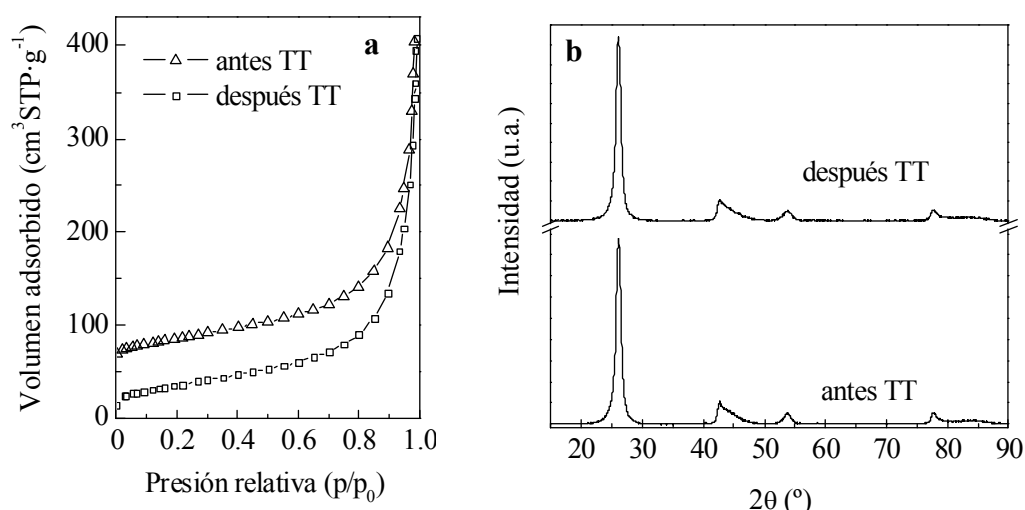 a
antes TT
después TT
Volumen adsorbido (cm³STP·g⁻¹)
400
300
200
100
0
0 0.2 0.4 0.6 0.8 1.0
Presión relativa (p/p₀)
b
después TT
antes TT
Intensidad (u.a.)
20 30 40 50 60 70 80 90
2θ (º)